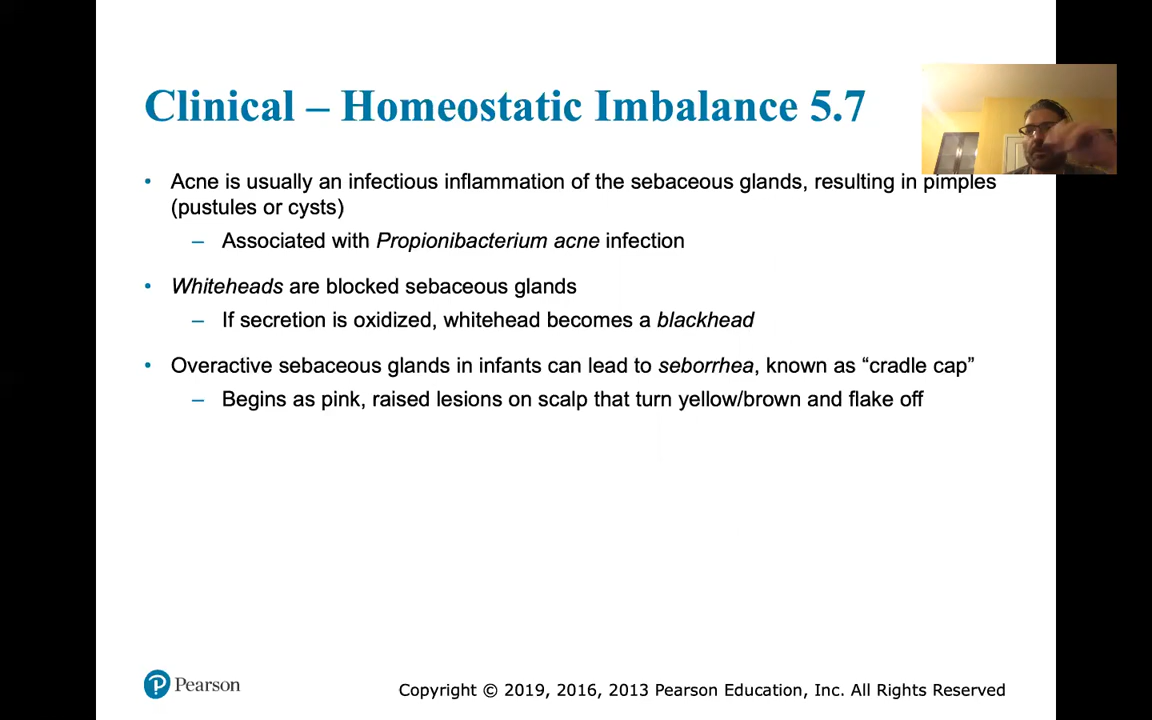 Clinical – Homeostatic Imbalance 5.7
• Acne is usually an infectious inflammation of the sebaceous glands, resulting in pimples
(pustules or cysts)
– Associated with Propionibacterium acne infection
• Whiteheads are blocked sebaceous glands
– If secretion is oxidized, whitehead becomes a blackhead
• Overactive sebaceous glands in infants can lead to seborrhea, known as “cradle cap”
– Begins as pink, raised lesions on scalp that turn yellow/brown and flake off
Pearson
Copyright © 2019, 2016, 2013 Pearson Education, Inc. All Rights Reserved